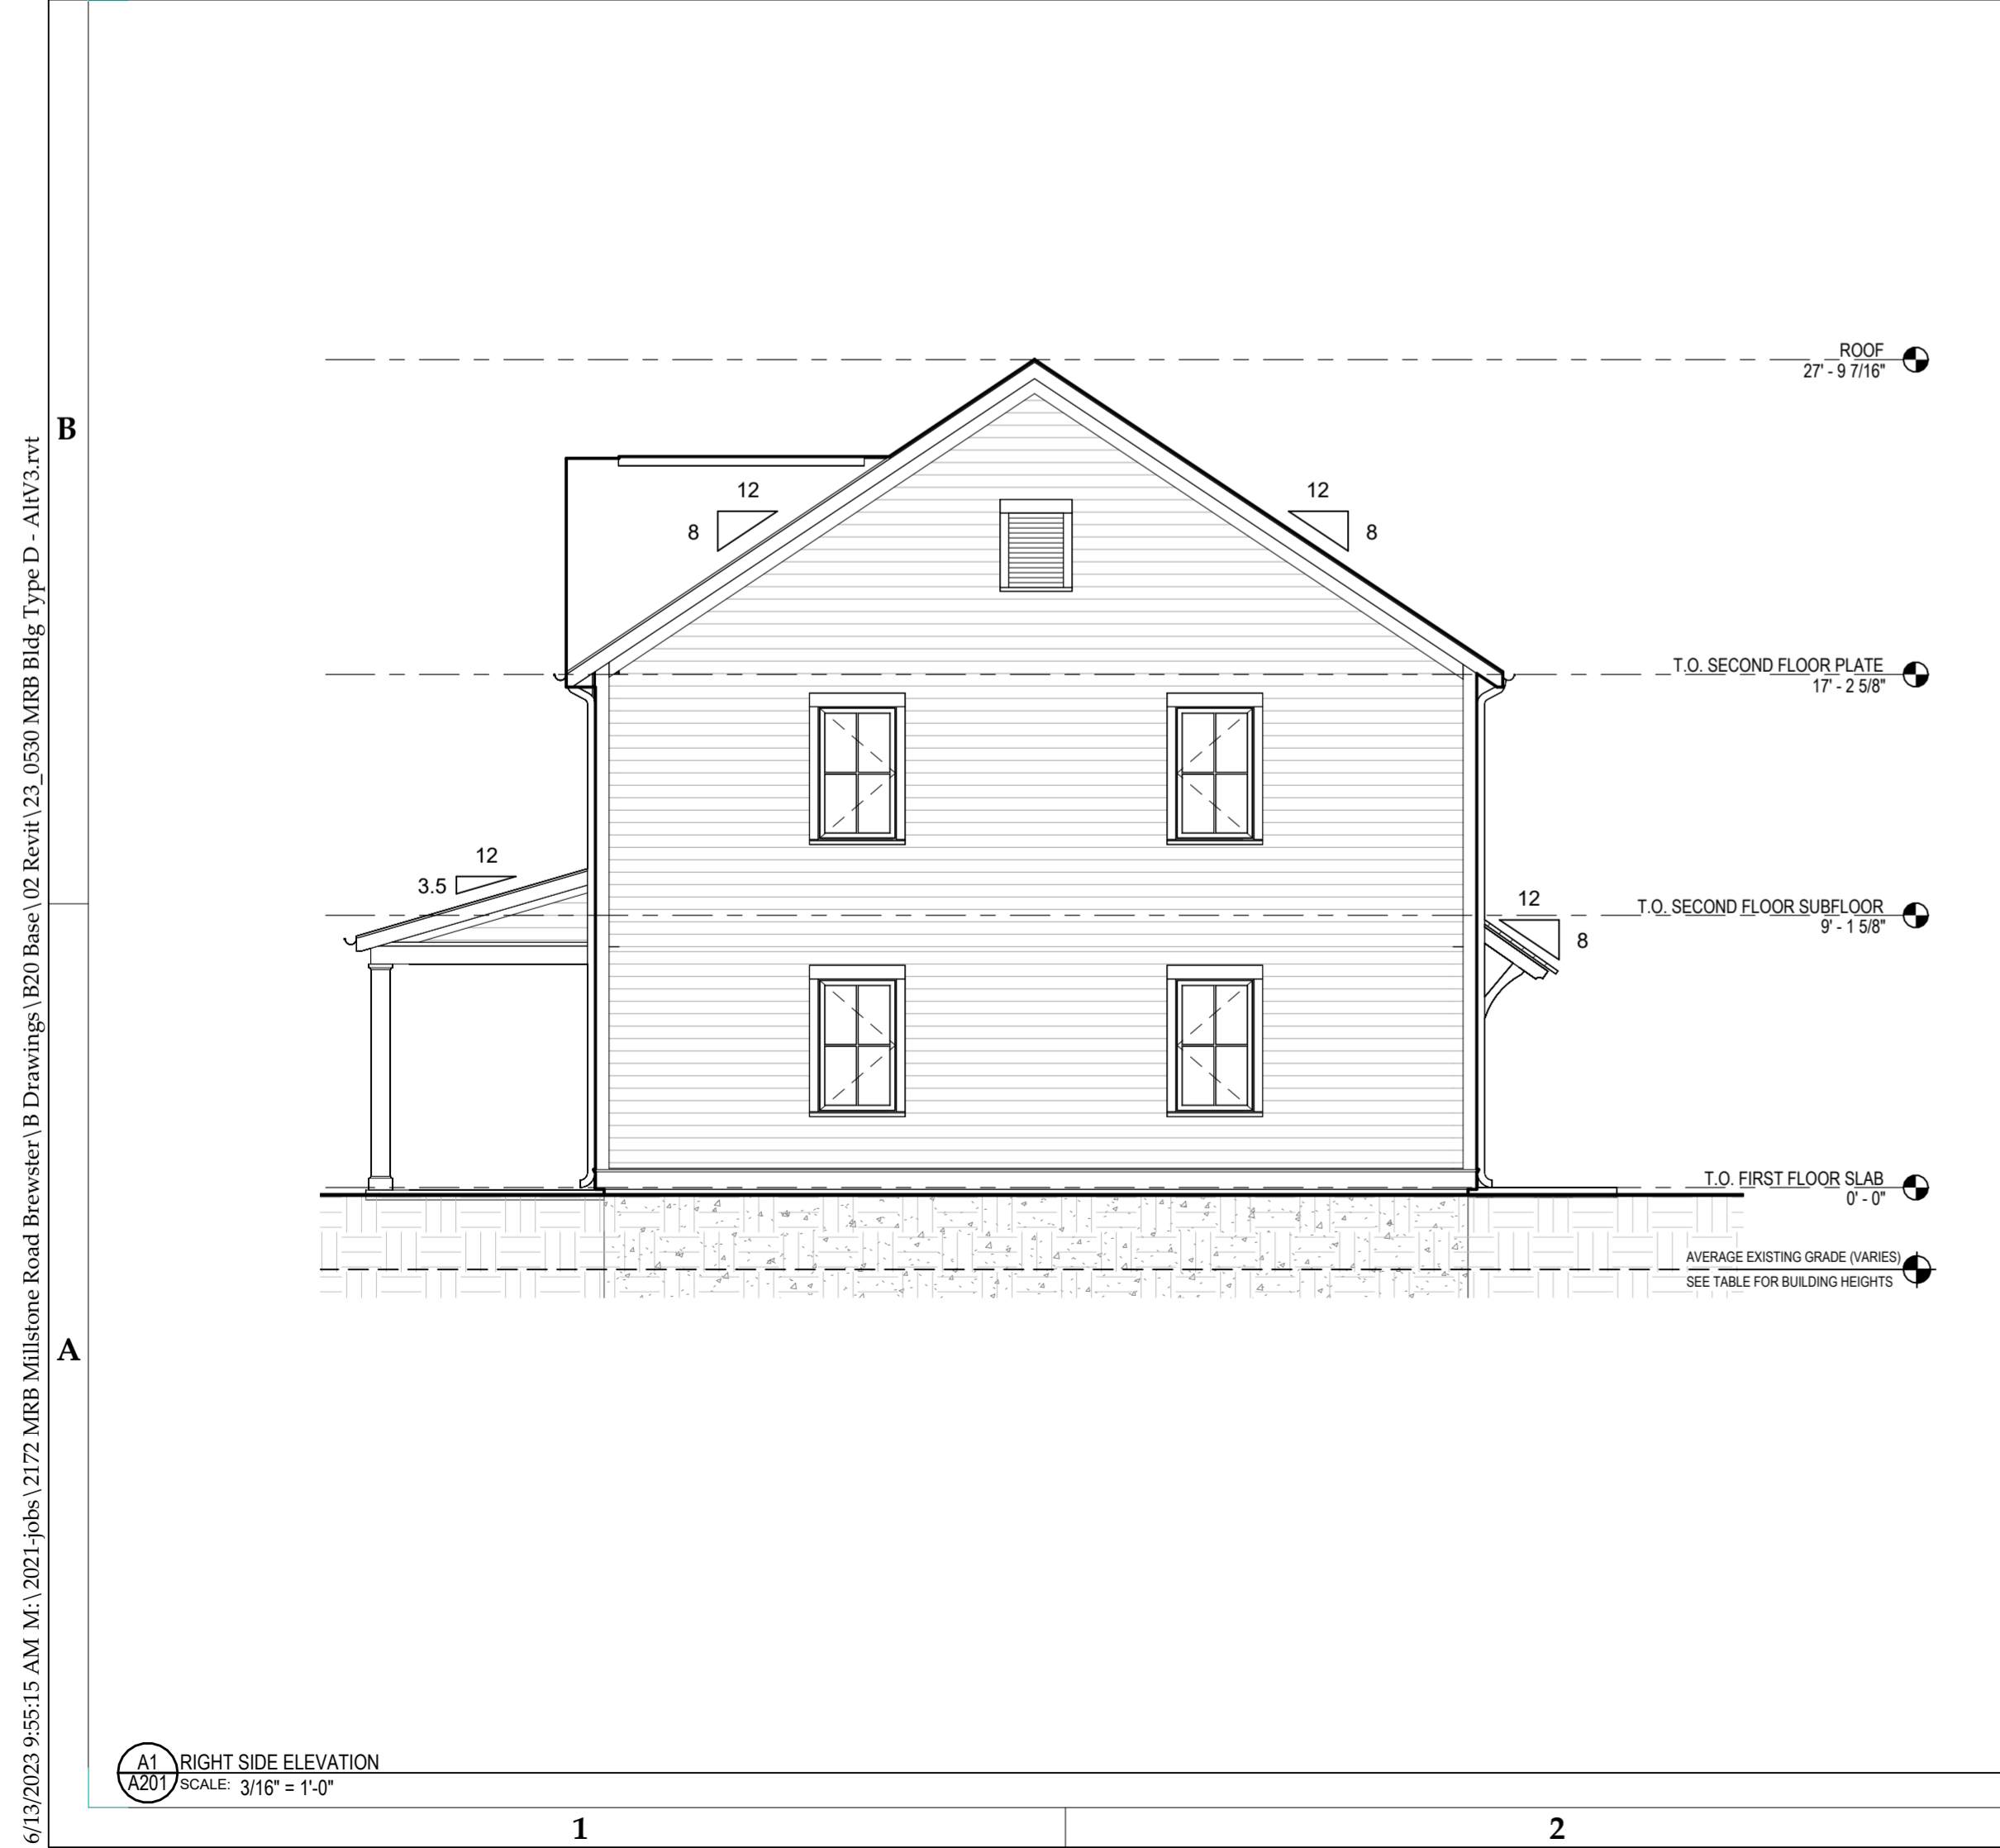 6/13/2023 9:55:15 AM M:\2021-jobs\2172 MRB Millstone Road Brewster\B Drawings\B20 Base\02 Revit\23_0530 MRB Bldg Type D - AltV3.rvt
B
ROOF
27' - 9 7/16"
12
8
12
8
T.O. SECOND FLOOR PLATE
17' - 2 5/8"
12
3.5
T.O. SECOND FLOOR SUBFLOOR
9' - 1 5/8"
12
8
T.O. FIRST FLOOR SLAB
0' - 0"
AVERAGE EXISTING GRADE (VARIES)
SEE TABLE FOR BUILDING HEIGHTS
A
A1
A201
RIGHT SIDE ELEVATION
SCALE: 3/16" = 1'-0"
1
2